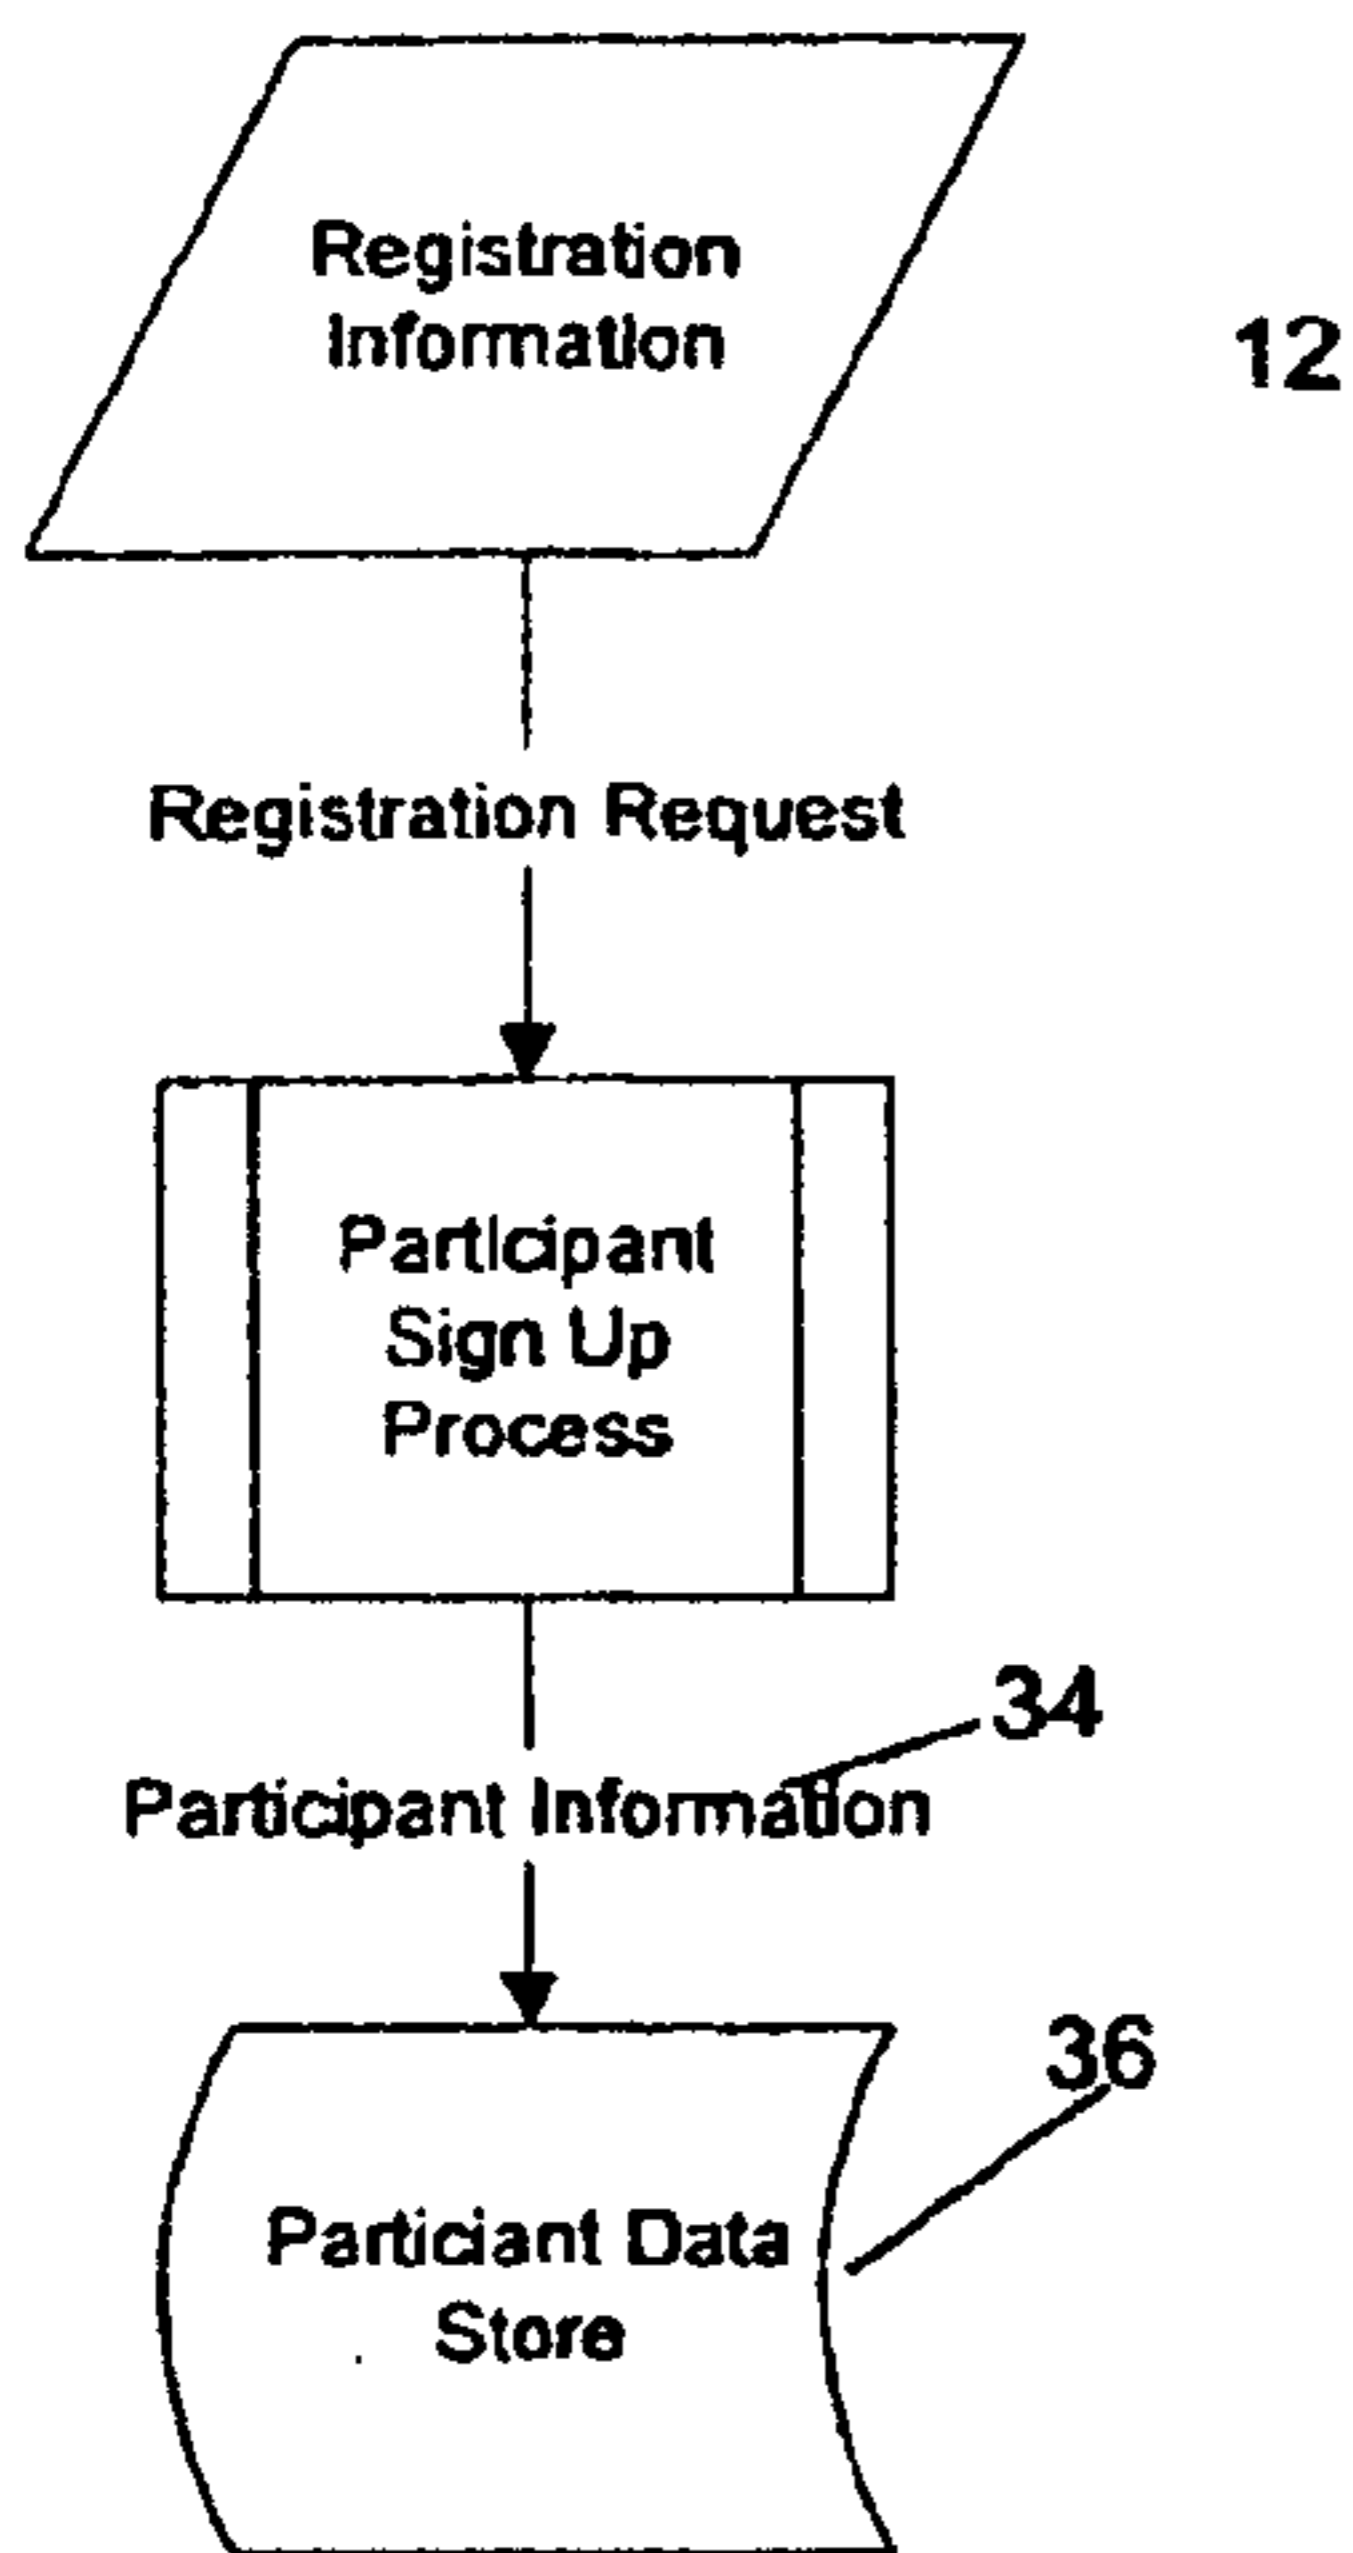 Registration
Information
12
Registration Request
Participant
Sign Up
Process
34
Participant Information
36
Particiant Data
Store